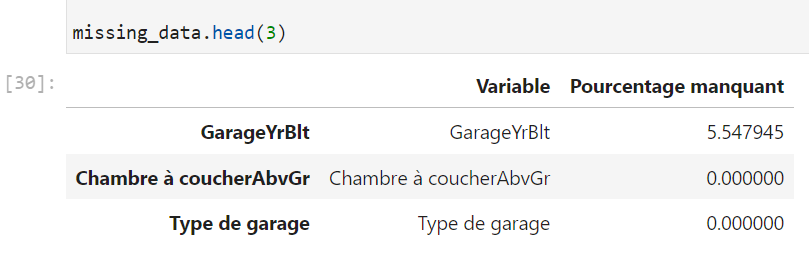 missing_data.head(3)
[30]:
Variable Pourcentage manquant
GarageYrBlt GarageYrBlt 5.547945
Chambre à coucherAbvGr Chambre à coucherAbvGr 0.000000
Type de garage Type de garage 0.000000